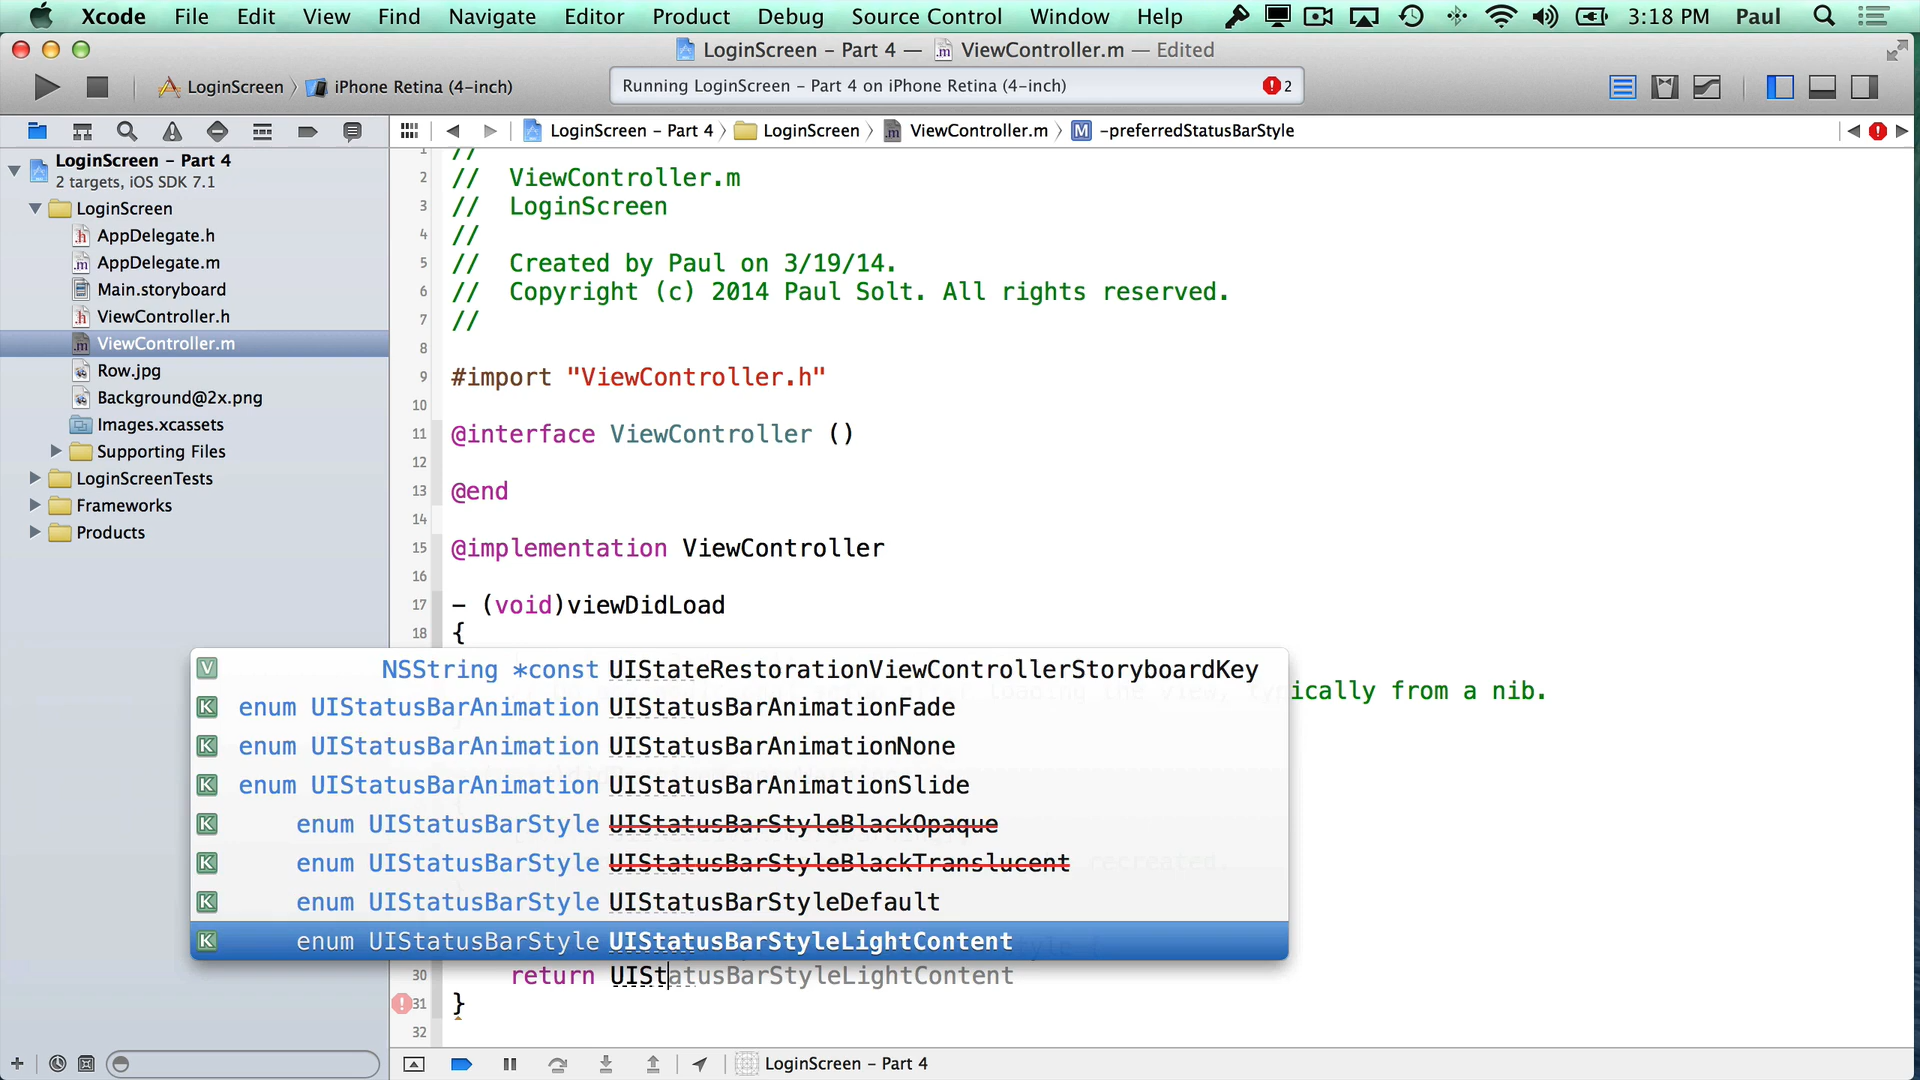 Xcode File Edit View Find Navigate Editor Product Debug Source Control Window Help 3:18 PM Paul
LoginScreen - Part 4 — ViewController.m — Edited
LoginScreen iPhone Retina (4-inch) Running LoginScreen - Part 4 on iPhone Retina (4-inch) 2
LoginScreen - Part 4 LoginScreen ViewController.m M -preferredStatusBarStyle
LoginScreen - Part 4
2 targets, iOS SDK 7.1
LoginScreen
AppDelegate.h
AppDelegate.m
Main.storyboard
ViewController.h
ViewController.m
Row.jpg
Background@2x.png
Images.xcassets
Supporting Files
LoginScreenTests
Frameworks
Products
1 //
2 // ViewController.m
3 // LoginScreen
4 //
5 // Created by Paul on 3/19/14.
6 // Copyright (c) 2014 Paul Solt. All rights reserved.
7 //
8
9 #import "ViewController.h"
10
11 @interface ViewController ()
12
13 @end
14
15 @implementation ViewController
16
17 - (void)viewDidLoad
18 {
V NSString *const UIStateRestorationViewControllerStoryboardKey
loading the view, typically from a nib.
K enum UIStatusBarAnimation UIStatusBarAnimationFade
K enum UIStatusBarAnimation UIStatusBarAnimationNone
K enum UIStatusBarAnimation UIStatusBarAnimationSlide
K enum UIStatusBarStyle UIStatusBarStyleBlackOpaque
K enum UIStatusBarStyle UIStatusBarStyleBlackTranslucent recreated.
K enum UIStatusBarStyle UIStatusBarStyleDefault
K enum UIStatusBarStyle UIStatusBarStyleLightContent
30 return UIStatusBarStyleLightContent
31 }
32
LoginScreen - Part 4